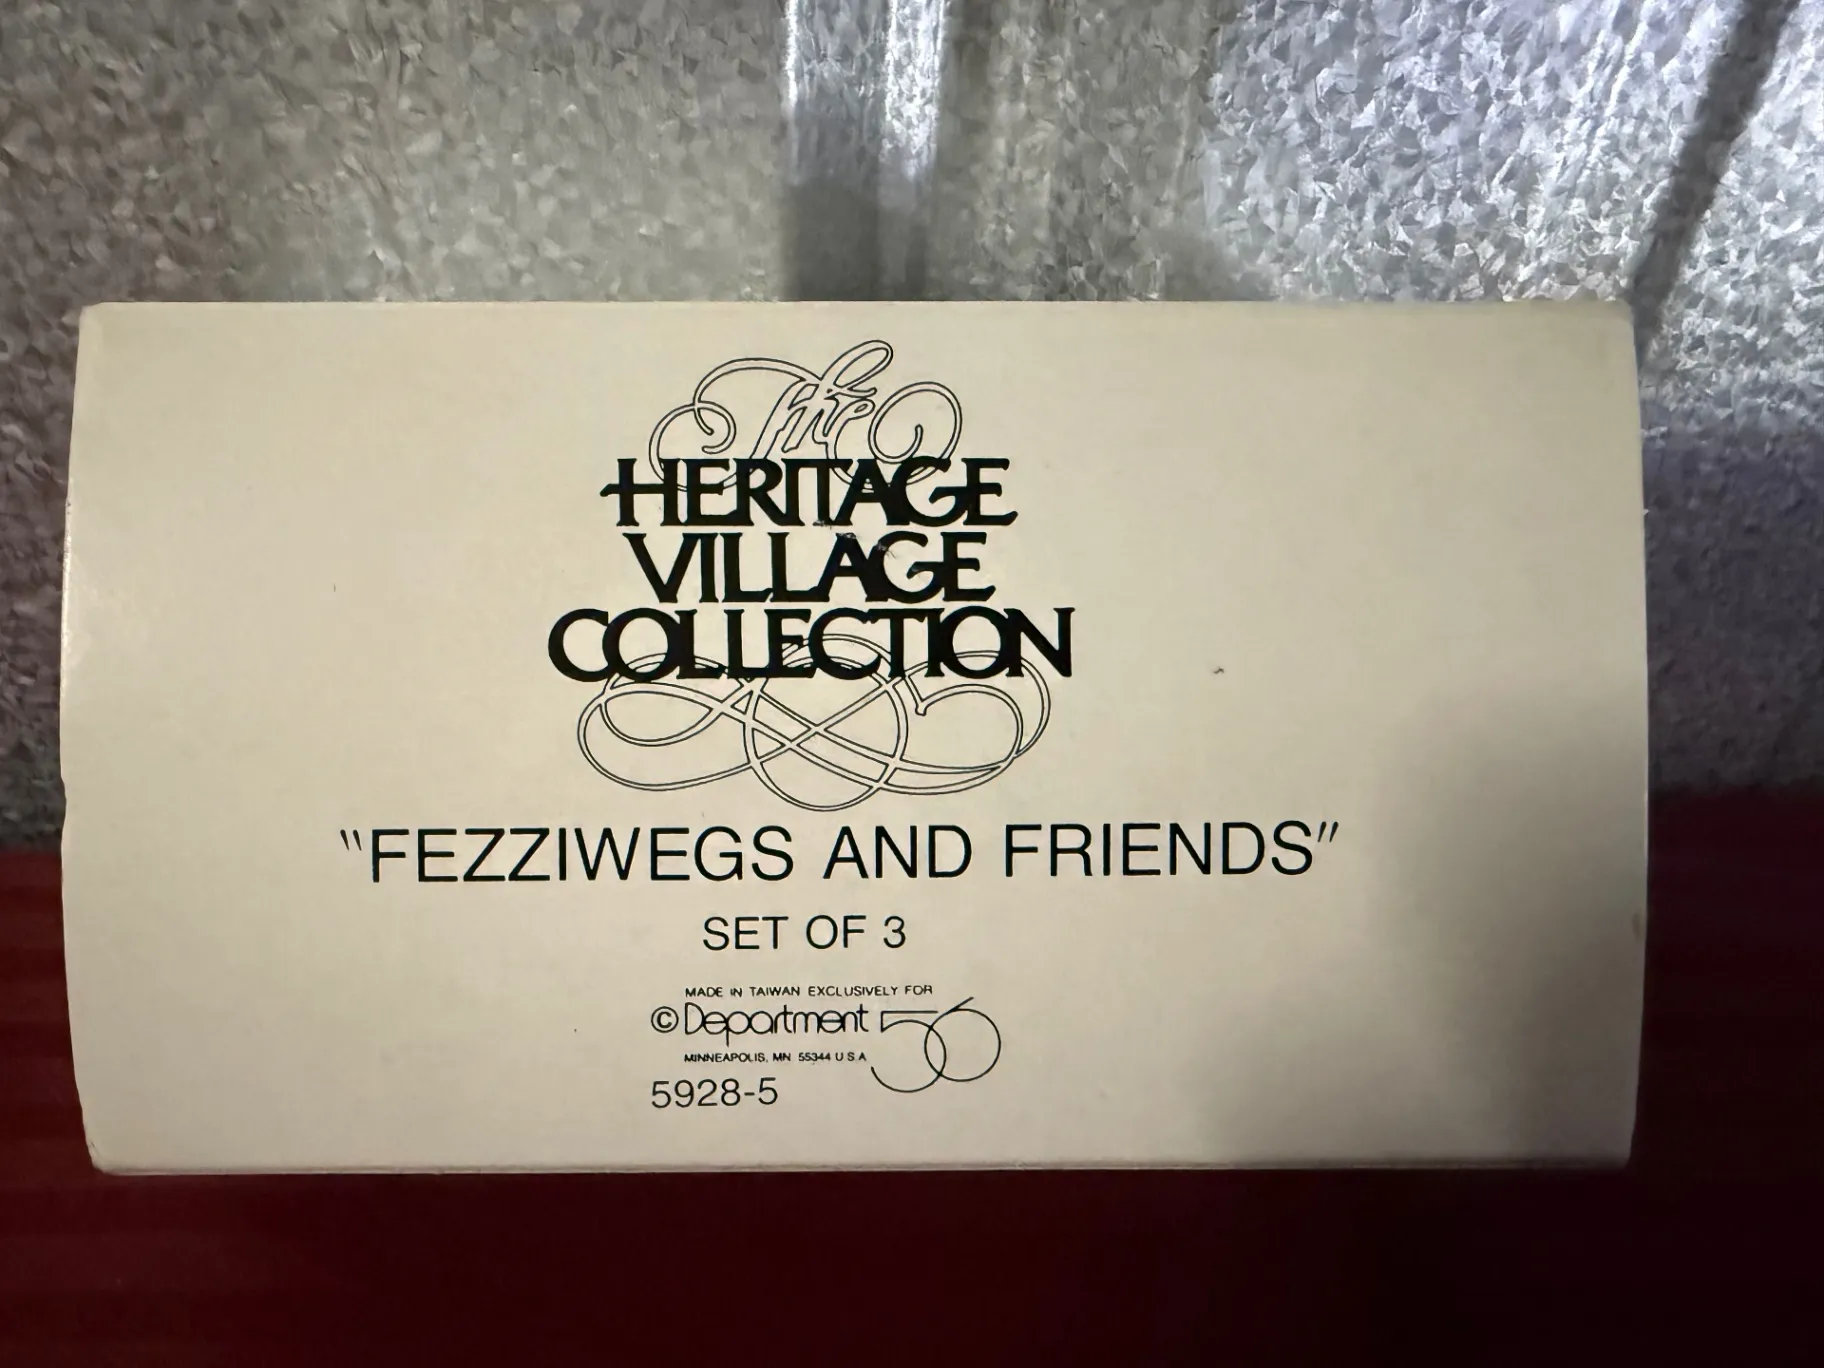 The
HERITAGE
VILLAGE
COLLECTION
"FEZZIWEGS AND FRIENDS"
SET OF 3
MADE IN TAIWAN EXCLUSIVELY FOR
© Department 56
MINNEAPOLIS, MN 55344 U S A
5928-5